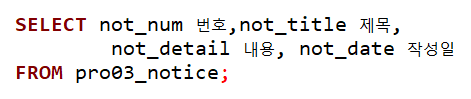 SELECT not_num 번호,not_title 제목,
not_detail 내용, not_date 작성일
FROM pro03_notice;